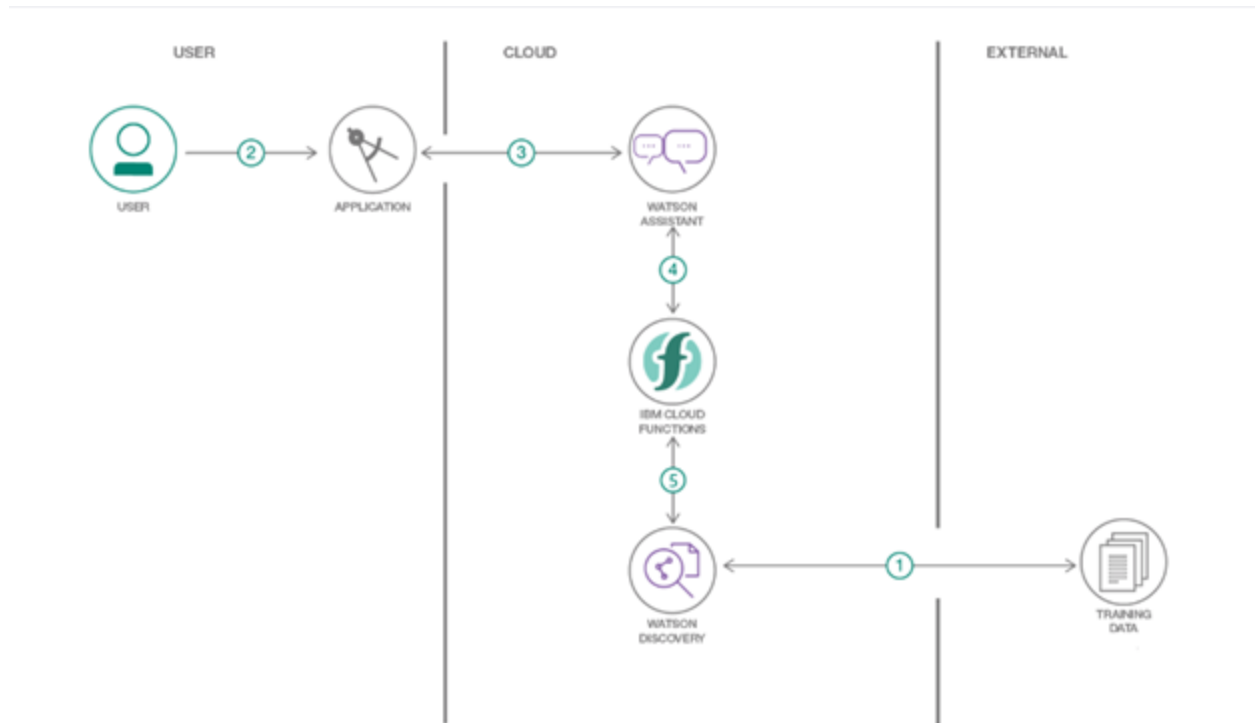 USER
CLOUD
EXTERNAL
2
3
USER
APPLICATION
WATSON
ASSISTANT
4
IBM CLOUD
FUNCTIONS
5
1
WATSON
DISCOVERY
TRAINING
DATA